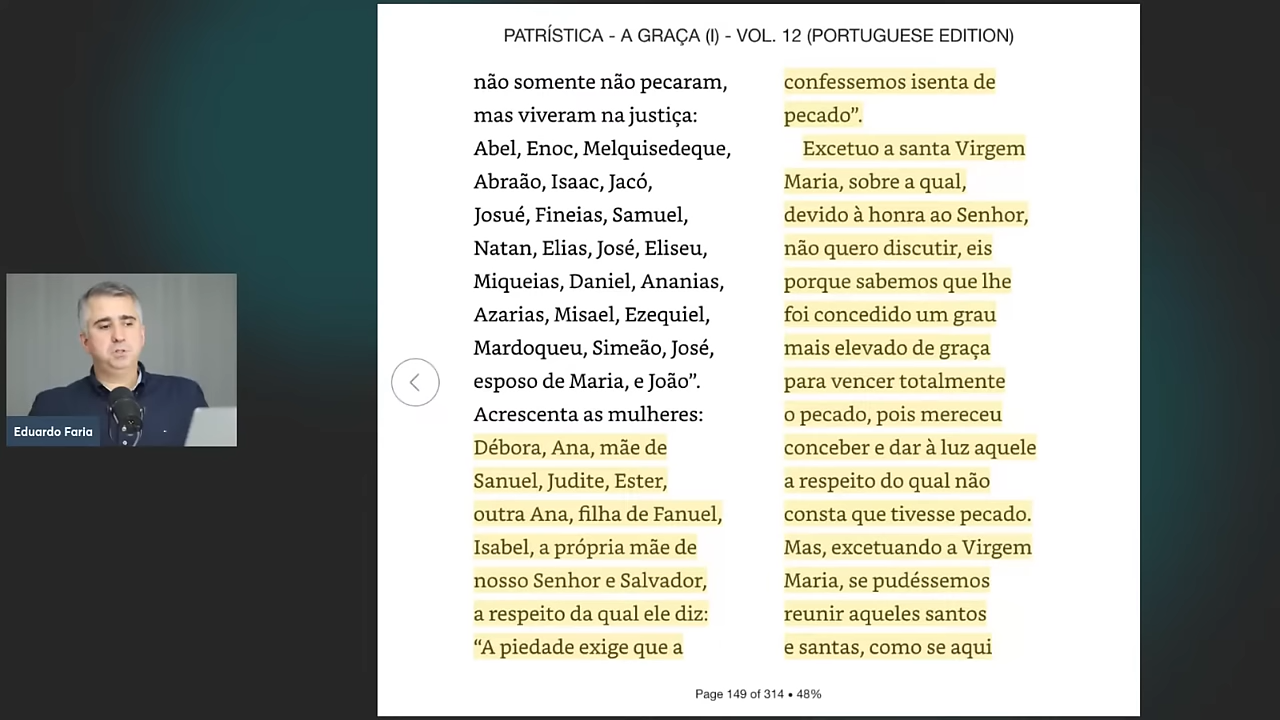 PATRÍSTICA - A GRAÇA (I) - VOL. 12 (PORTUGUESE EDITION)
não somente não pecaram,
mas viveram na justiça:
Abel, Enoc, Melquisedeque,
Abraão, Isaac, Jacó,
Josué, Fineias, Samuel,
Natan, Elias, José, Eliseu,
Miqueias, Daniel, Ananias,
Azarias, Misael, Ezequiel,
Mardoqueu, Simeão, José,
esposo de Maria, e João”.
Acrescenta as mulheres:
Débora, Ana, mãe de
Sanuel, Judite, Ester,
outra Ana, filha de Fanuel,
Isabel, a própria mãe de
nosso Senhor e Salvador,
a respeito da qual ele diz:
“A piedade exige que a
confessemos isenta de
pecado”.
Excetuo a santa Virgem
Maria, sobre a qual,
devido à honra ao Senhor,
não quero discutir, eis
porque sabemos que lhe
foi concedido um grau
mais elevado de graça
para vencer totalmente
o pecado, pois mereceu
conceber e dar à luz aquele
a respeito do qual não
consta que tivesse pecado.
Mas, excetuando a Virgem
Maria, se pudéssemos
reunir aqueles santos
e santas, como se aqui
Page 149 of 314 • 48%
Eduardo Faria